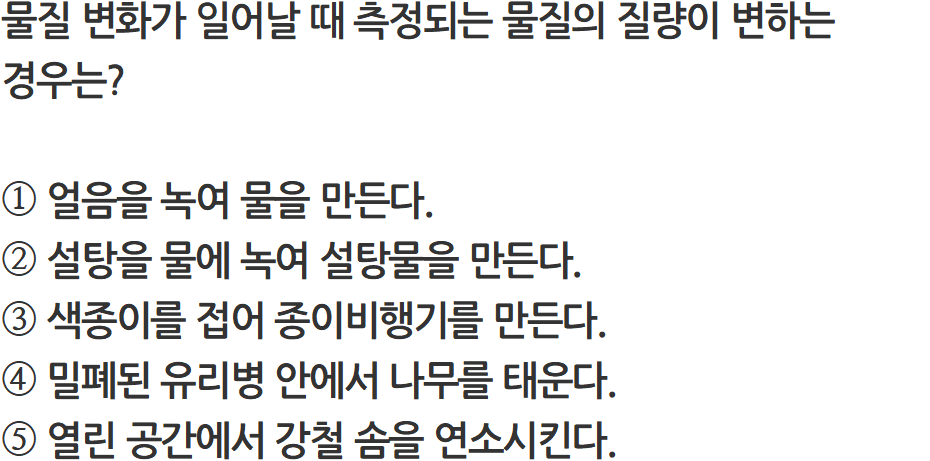 물질 변화가 일어날 때 측정되는 물질의 질량이 변하는
경우는?
① 얼음을 녹여 물을 만든다.
② 설탕을 물에 녹여 설탕물을 만든다.
③ 색종이를 접어 종이비행기를 만든다.
④ 밀폐된 유리병 안에서 나무를 태운다.
⑤ 열린 공간에서 강철 솜을 연소시킨다.